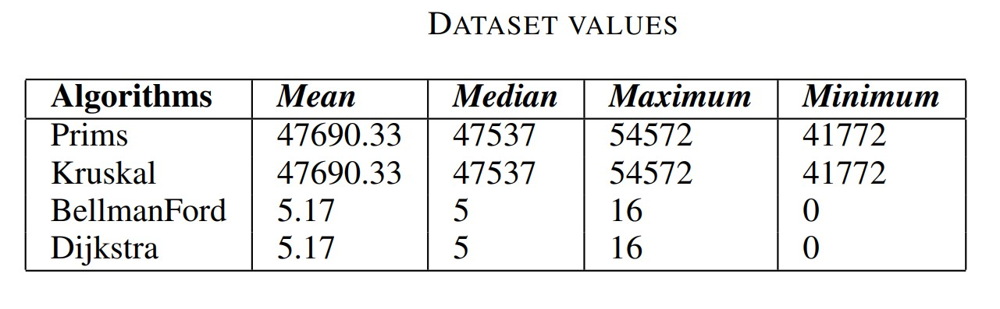 DATASET VALUES
Algorithms Mean Median Maximum Minimum
Prims 47690.33 47537 54572 41772
Kruskal 47690.33 47537 54572 41772
BellmanFord 5.17 5 16 0
Dijkstra 5.17 5 16 0